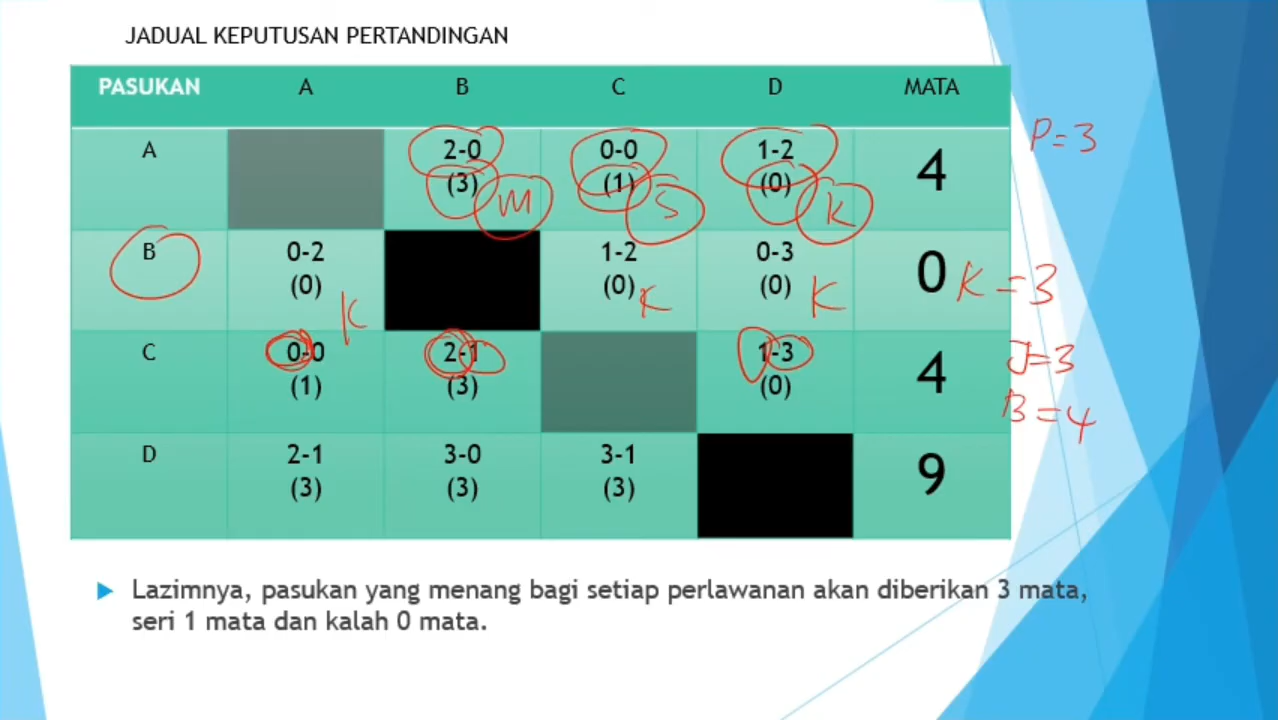 JADUAL KEPUTUSAN PERTANDINGAN
PASUKAN A B C D MATA
A 2-0 0-0 1-2 4 P=3
(3) (1) (0)
M S K
B 0-2 1-2 0-3 0 K=3
(0) (0) (0)
K K K
C 0-0 2-1 1-3 4 J=3
(1) (3) (0) B=4
D 2-1 3-0 3-1 9
(3) (3) (3)
Lazimnya, pasukan yang menang bagi setiap perlawanan akan diberikan 3 mata,
seri 1 mata dan kalah 0 mata.